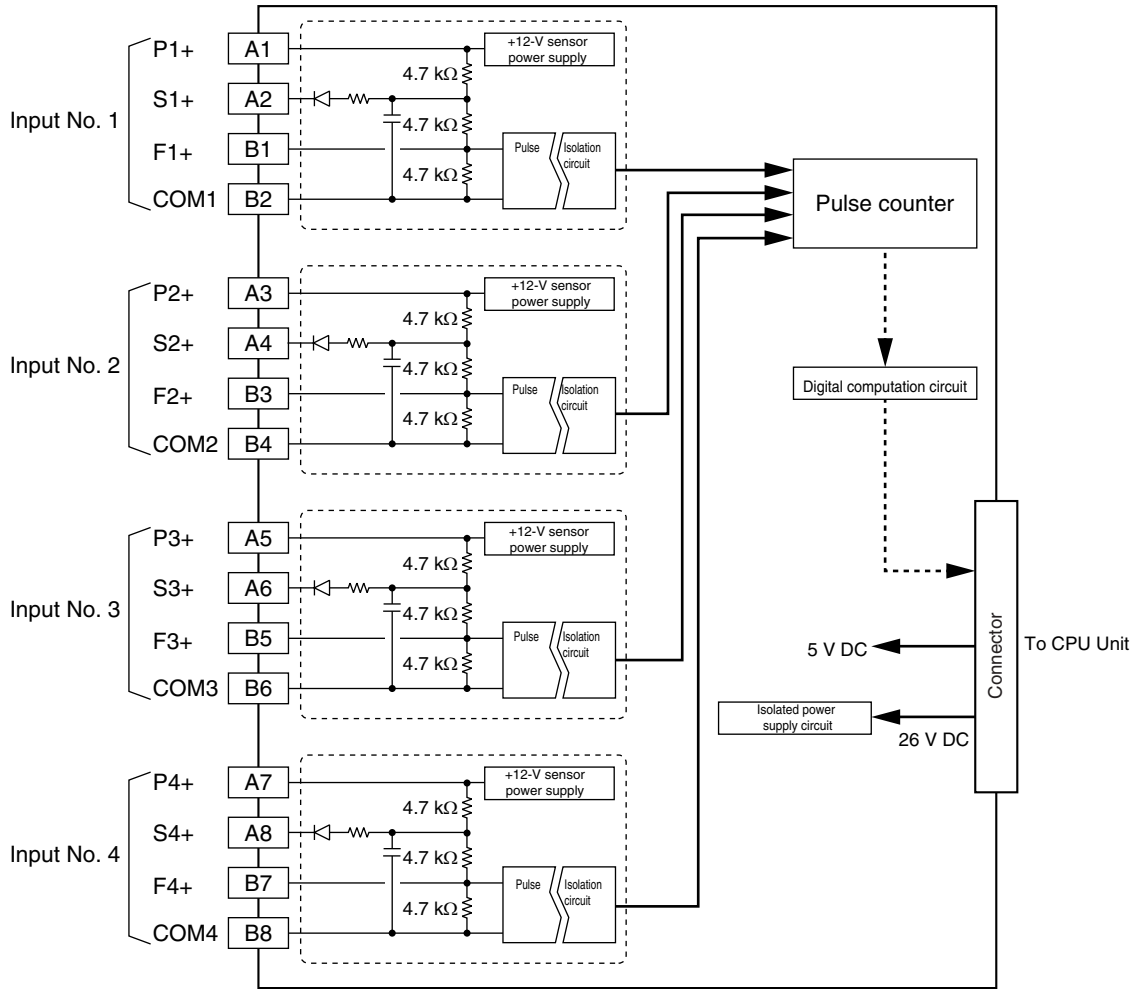 Input No. 1
P1+ A1
S1+ A2
F1+ B1
COM1 B2
+12-V sensor
power supply
4.7 kΩ
4.7 kΩ
4.7 kΩ
Pulse
Isolation
circuit
Input No. 2
P2+ A3
S2+ A4
F2+ B3
COM2 B4
+12-V sensor
power supply
4.7 kΩ
4.7 kΩ
4.7 kΩ
Pulse
Isolation
circuit
Input No. 3
P3+ A5
S3+ A6
F3+ B5
COM3 B6
+12-V sensor
power supply
4.7 kΩ
4.7 kΩ
4.7 kΩ
Pulse
Isolation
circuit
Input No. 4
P4+ A7
S4+ A8
F4+ B7
COM4 B8
+12-V sensor
power supply
4.7 kΩ
4.7 kΩ
4.7 kΩ
Pulse
Isolation
circuit
Pulse counter
Digital computation circuit
Connector
To CPU Unit
5 V DC
Isolated power
supply circuit
26 V DC